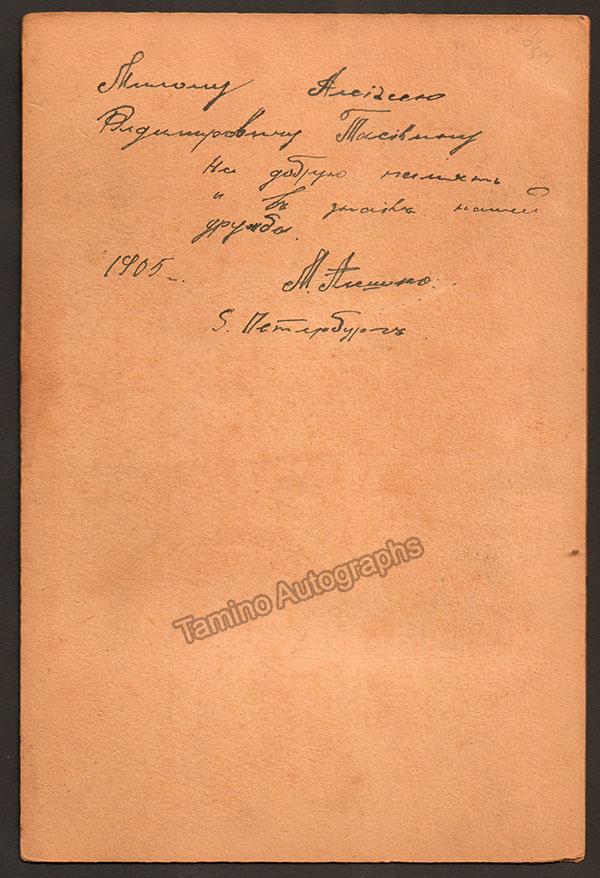 Милому Алексѣю
Владимировичу
На добрую память
и въ знакъ нашей
дружбы.
1905
М.
С. Петербургъ
Tamino Autographs